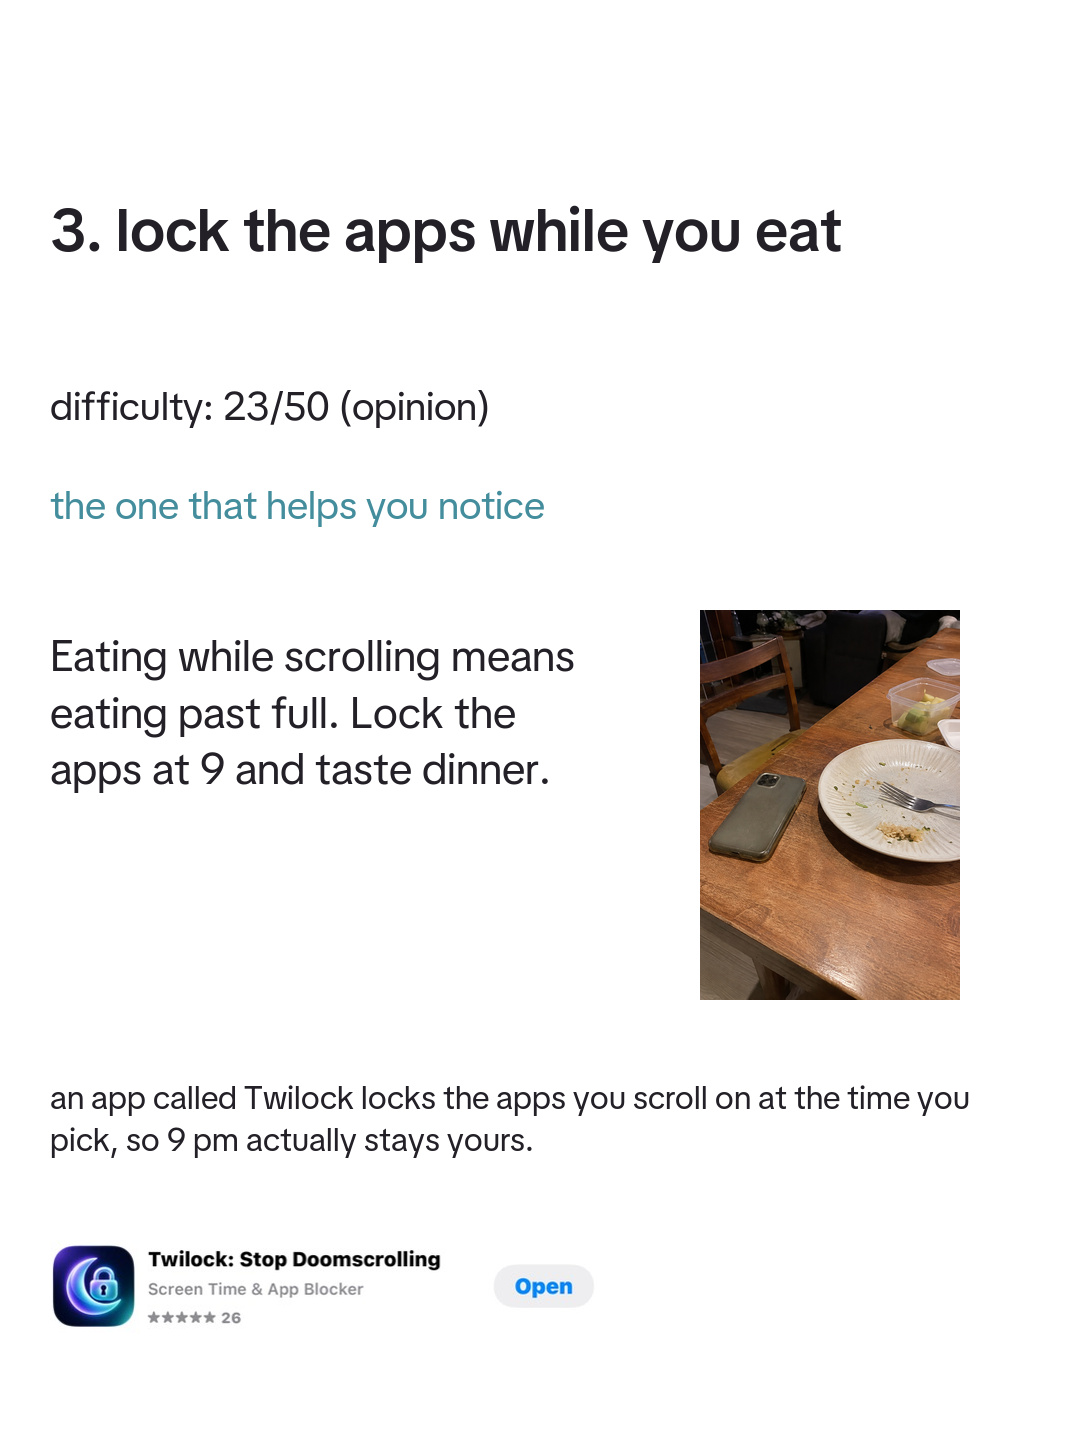 3. lock the apps while you eat
difficulty: 23/50 (opinion)
the one that helps you notice
Eating while scrolling means
eating past full. Lock the
apps at 9 and taste dinner.
an app called Twilock locks the apps you scroll on at the time you
pick, so 9 pm actually stays yours.
Twilock: Stop Doomscrolling
Screen Time & App Blocker
★★★★★ 26
Open